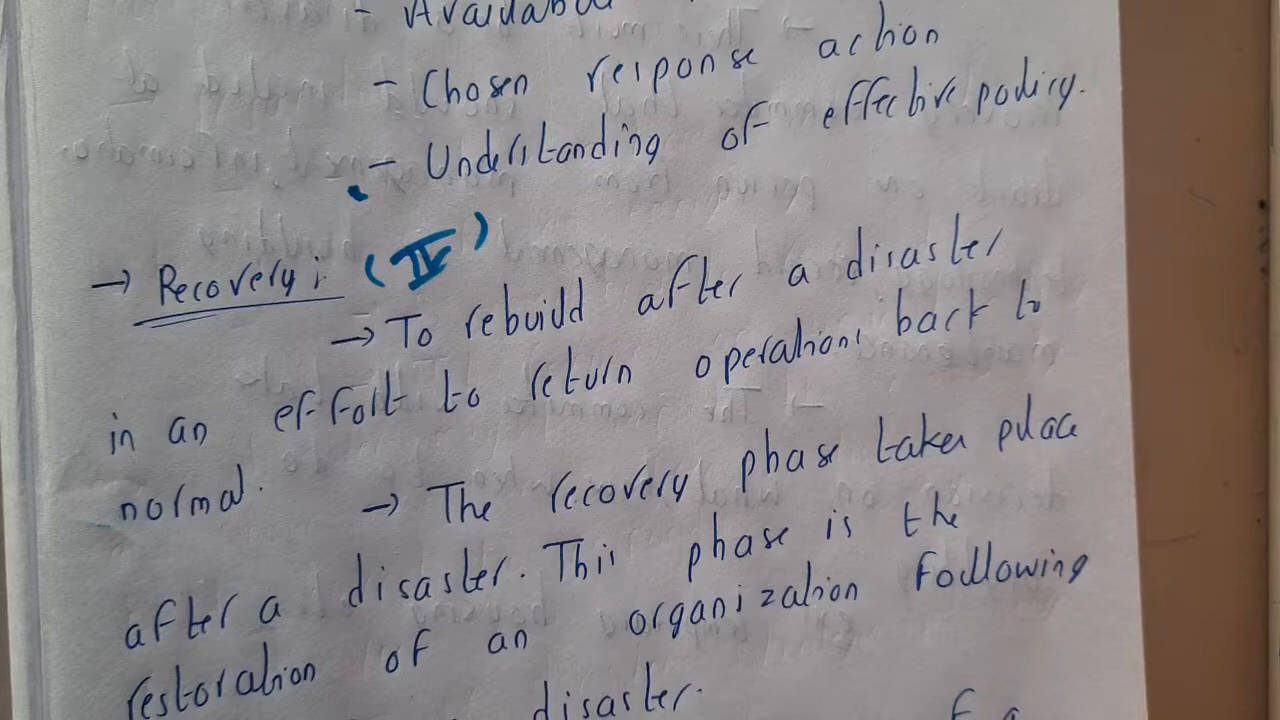 - Chosen response action
- Understanding of effective policy.
→ Recovery: (IV)
→ To rebuild after a disaster
in an effort to return operations back to
normal.
→ The recovery phase takes place
after a disaster. This phase is the
restoration of an organization following
disaster.